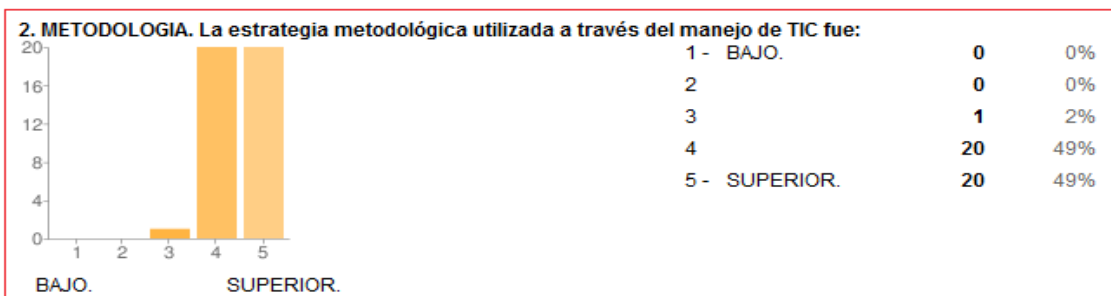 2. METODOLOGIA. La estrategia metodológica utilizada a través del manejo de TIC fue:
20
16
12
8
4
0
1 2 3 4 5
BAJO. SUPERIOR.
1 - BAJO. 0 0%
2 0 0%
3 1 2%
4 20 49%
5 - SUPERIOR. 20 49%